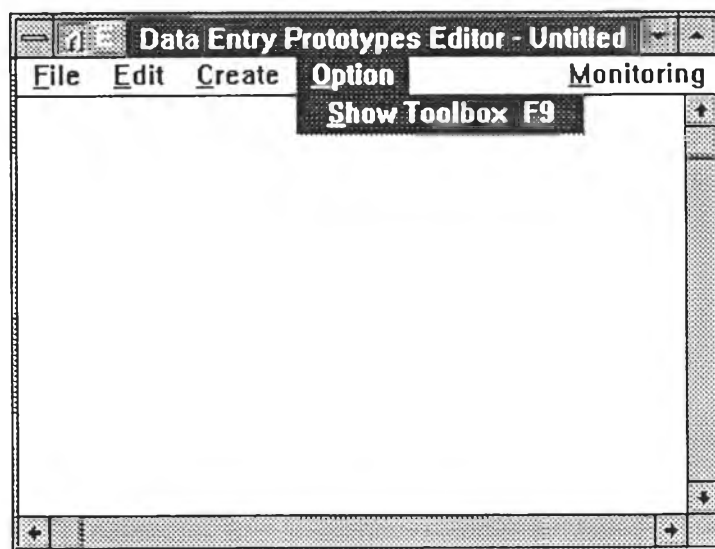 Data Entry Prototypes Editor - Untitled
File Edit Create Option Monitoring
Show Toolbox F9